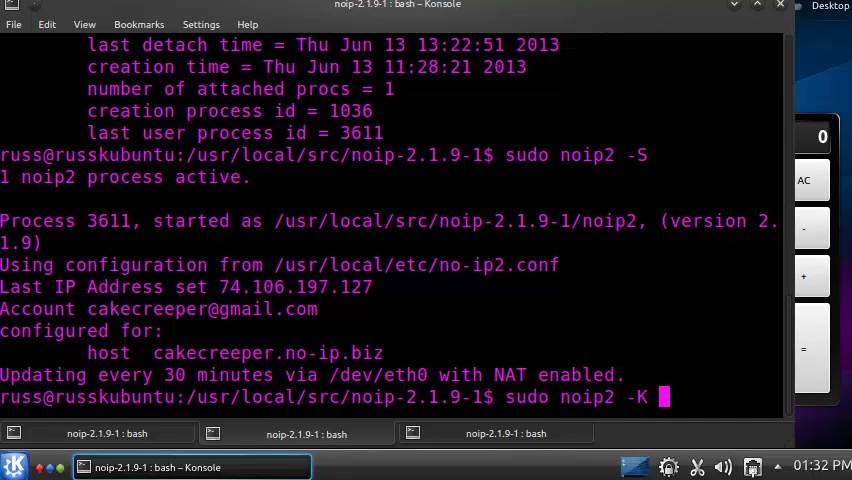 noip-2.1.9-1 : bash – Konsole
Desktop
File Edit View Bookmarks Settings Help
last detach time = Thu Jun 13 13:22:51 2013
creation time = Thu Jun 13 11:28:21 2013
number of attached procs = 1
creation process id = 1036
last user process id = 3611
russ@russkubuntu:/usr/local/src/noip-2.1.9-1$ sudo noip2 -S
1 noip2 process active.
Process 3611, started as /usr/local/src/noip-2.1.9-1/noip2, (version 2.
1.9)
Using configuration from /usr/local/etc/no-ip2.conf
Last IP Address set 74.106.197.127
Account cakecreeper@gmail.com
configured for:
host cakecreeper.no-ip.biz
Updating every 30 minutes via /dev/eth0 with NAT enabled.
russ@russkubuntu:/usr/local/src/noip-2.1.9-1$ sudo noip2 -K
0
AC
-
+
=
noip-2.1.9-1 : bash
noip-2.1.9-1 : bash
noip-2.1.9-1 : bash
noip-2.1.9-1 : bash – Konsole
01:32 PM